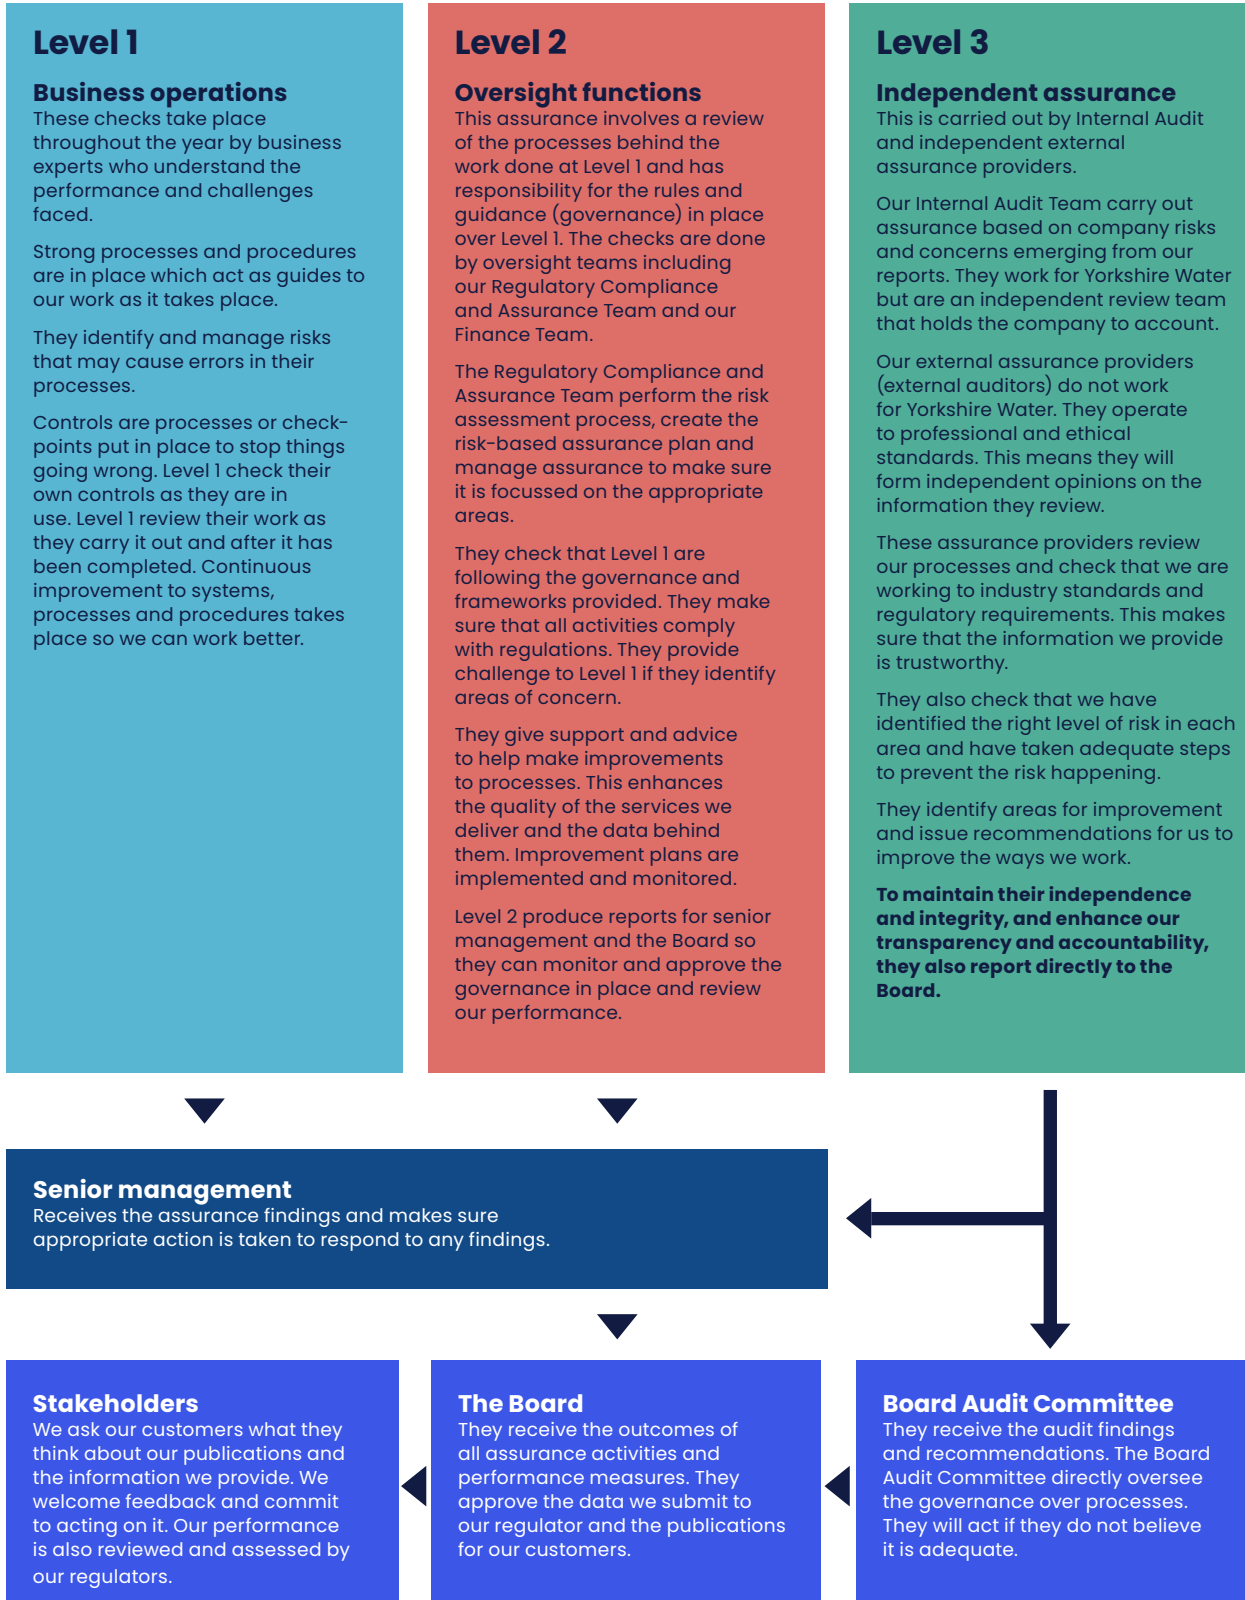 Level 1
Business operations
These checks take place
throughout the year by business
experts who understand the
performance and challenges
faced.
Strong processes and procedures
are in place which act as guides to
our work as it takes place.
They identify and manage risks
that may cause errors in their
processes.
Controls are processes or check-
points put in place to stop things
going wrong. Level 1 check their
own controls as they are in
use. Level 1 review their work as
they carry it out and after it has
been completed. Continuous
improvement to systems,
processes and procedures takes
place so we can work better.
Level 2
Oversight functions
This assurance involves a review
of the processes behind the
work done at Level 1 and has
responsibility for the rules and
guidance (governance) in place
over Level 1. The checks are done
by oversight teams including
our Regulatory Compliance
and Assurance Team and our
Finance Team.
The Regulatory Compliance and
Assurance Team perform the risk
assessment process, create the
risk-based assurance plan and
manage assurance to make sure
it is focussed on the appropriate
areas.
They check that Level 1 are
following the governance and
frameworks provided. They make
sure that all activities comply
with regulations. They provide
challenge to Level 1 if they identify
areas of concern.
They give support and advice
to help make improvements
to processes. This enhances
the quality of the services we
deliver and the data behind
them. Improvement plans are
implemented and monitored.
Level 2 produce reports for senior
management and the Board so
they can monitor and approve the
governance in place and review
our performance.
Level 3
Independent assurance
This is carried out by Internal Audit
and independent external
assurance providers.
Our Internal Audit Team carry out
assurance based on company risks
and concerns emerging from our
reports. They work for Yorkshire Water
but are an independent review team
that holds the company to account.
Our external assurance providers
(external auditors) do not work
for Yorkshire Water. They operate
to professional and ethical
standards. This means they will
form independent opinions on the
information they review.
These assurance providers review
our processes and check that we are
working to industry standards and
regulatory requirements. This makes
sure that the information we provide
is trustworthy.
They also check that we have
identified the right level of risk in each
area and have taken adequate steps
to prevent the risk happening.
They identify areas for improvement
and issue recommendations for us to
improve the ways we work.
To maintain their independence
and integrity, and enhance our
transparency and accountability,
they also report directly to the
Board.
Senior management
Receives the assurance findings and makes sure
appropriate action is taken to respond to any findings.
Stakeholders
We ask our customers what they
think about our publications and
the information we provide. We
welcome feedback and commit
to acting on it. Our performance
is also reviewed and assessed by
our regulators.
The Board
They receive the outcomes of
all assurance activities and
performance measures. They
approve the data we submit to
our regulator and the publications
for our customers.
Board Audit Committee
They receive the audit findings
and recommendations. The Board
Audit Committee directly oversee
the governance over processes.
They will act if they do not believe
it is adequate.